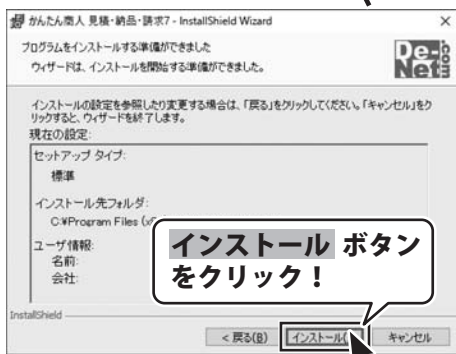 かんたん商人 見積・納品・請求7 - InstallShield Wizard
プログラムをインストールする準備ができました
ウィザードは、インストールを開始する準備ができました。
De-Net.com
インストールの設定を参照したり変更する場合は、「戻る」をクリックしてください。「キャンセル」をク
リックすると、ウィザードを終了します。
現在の設定:
セットアップ タイプ:
標準
インストール先フォルダ:
C:¥Program Files
ユーザ情報:
名前:
会社:
インストール ボタン
をクリック！
InstallShield
< 戻る(B)
インストール(
キャンセル